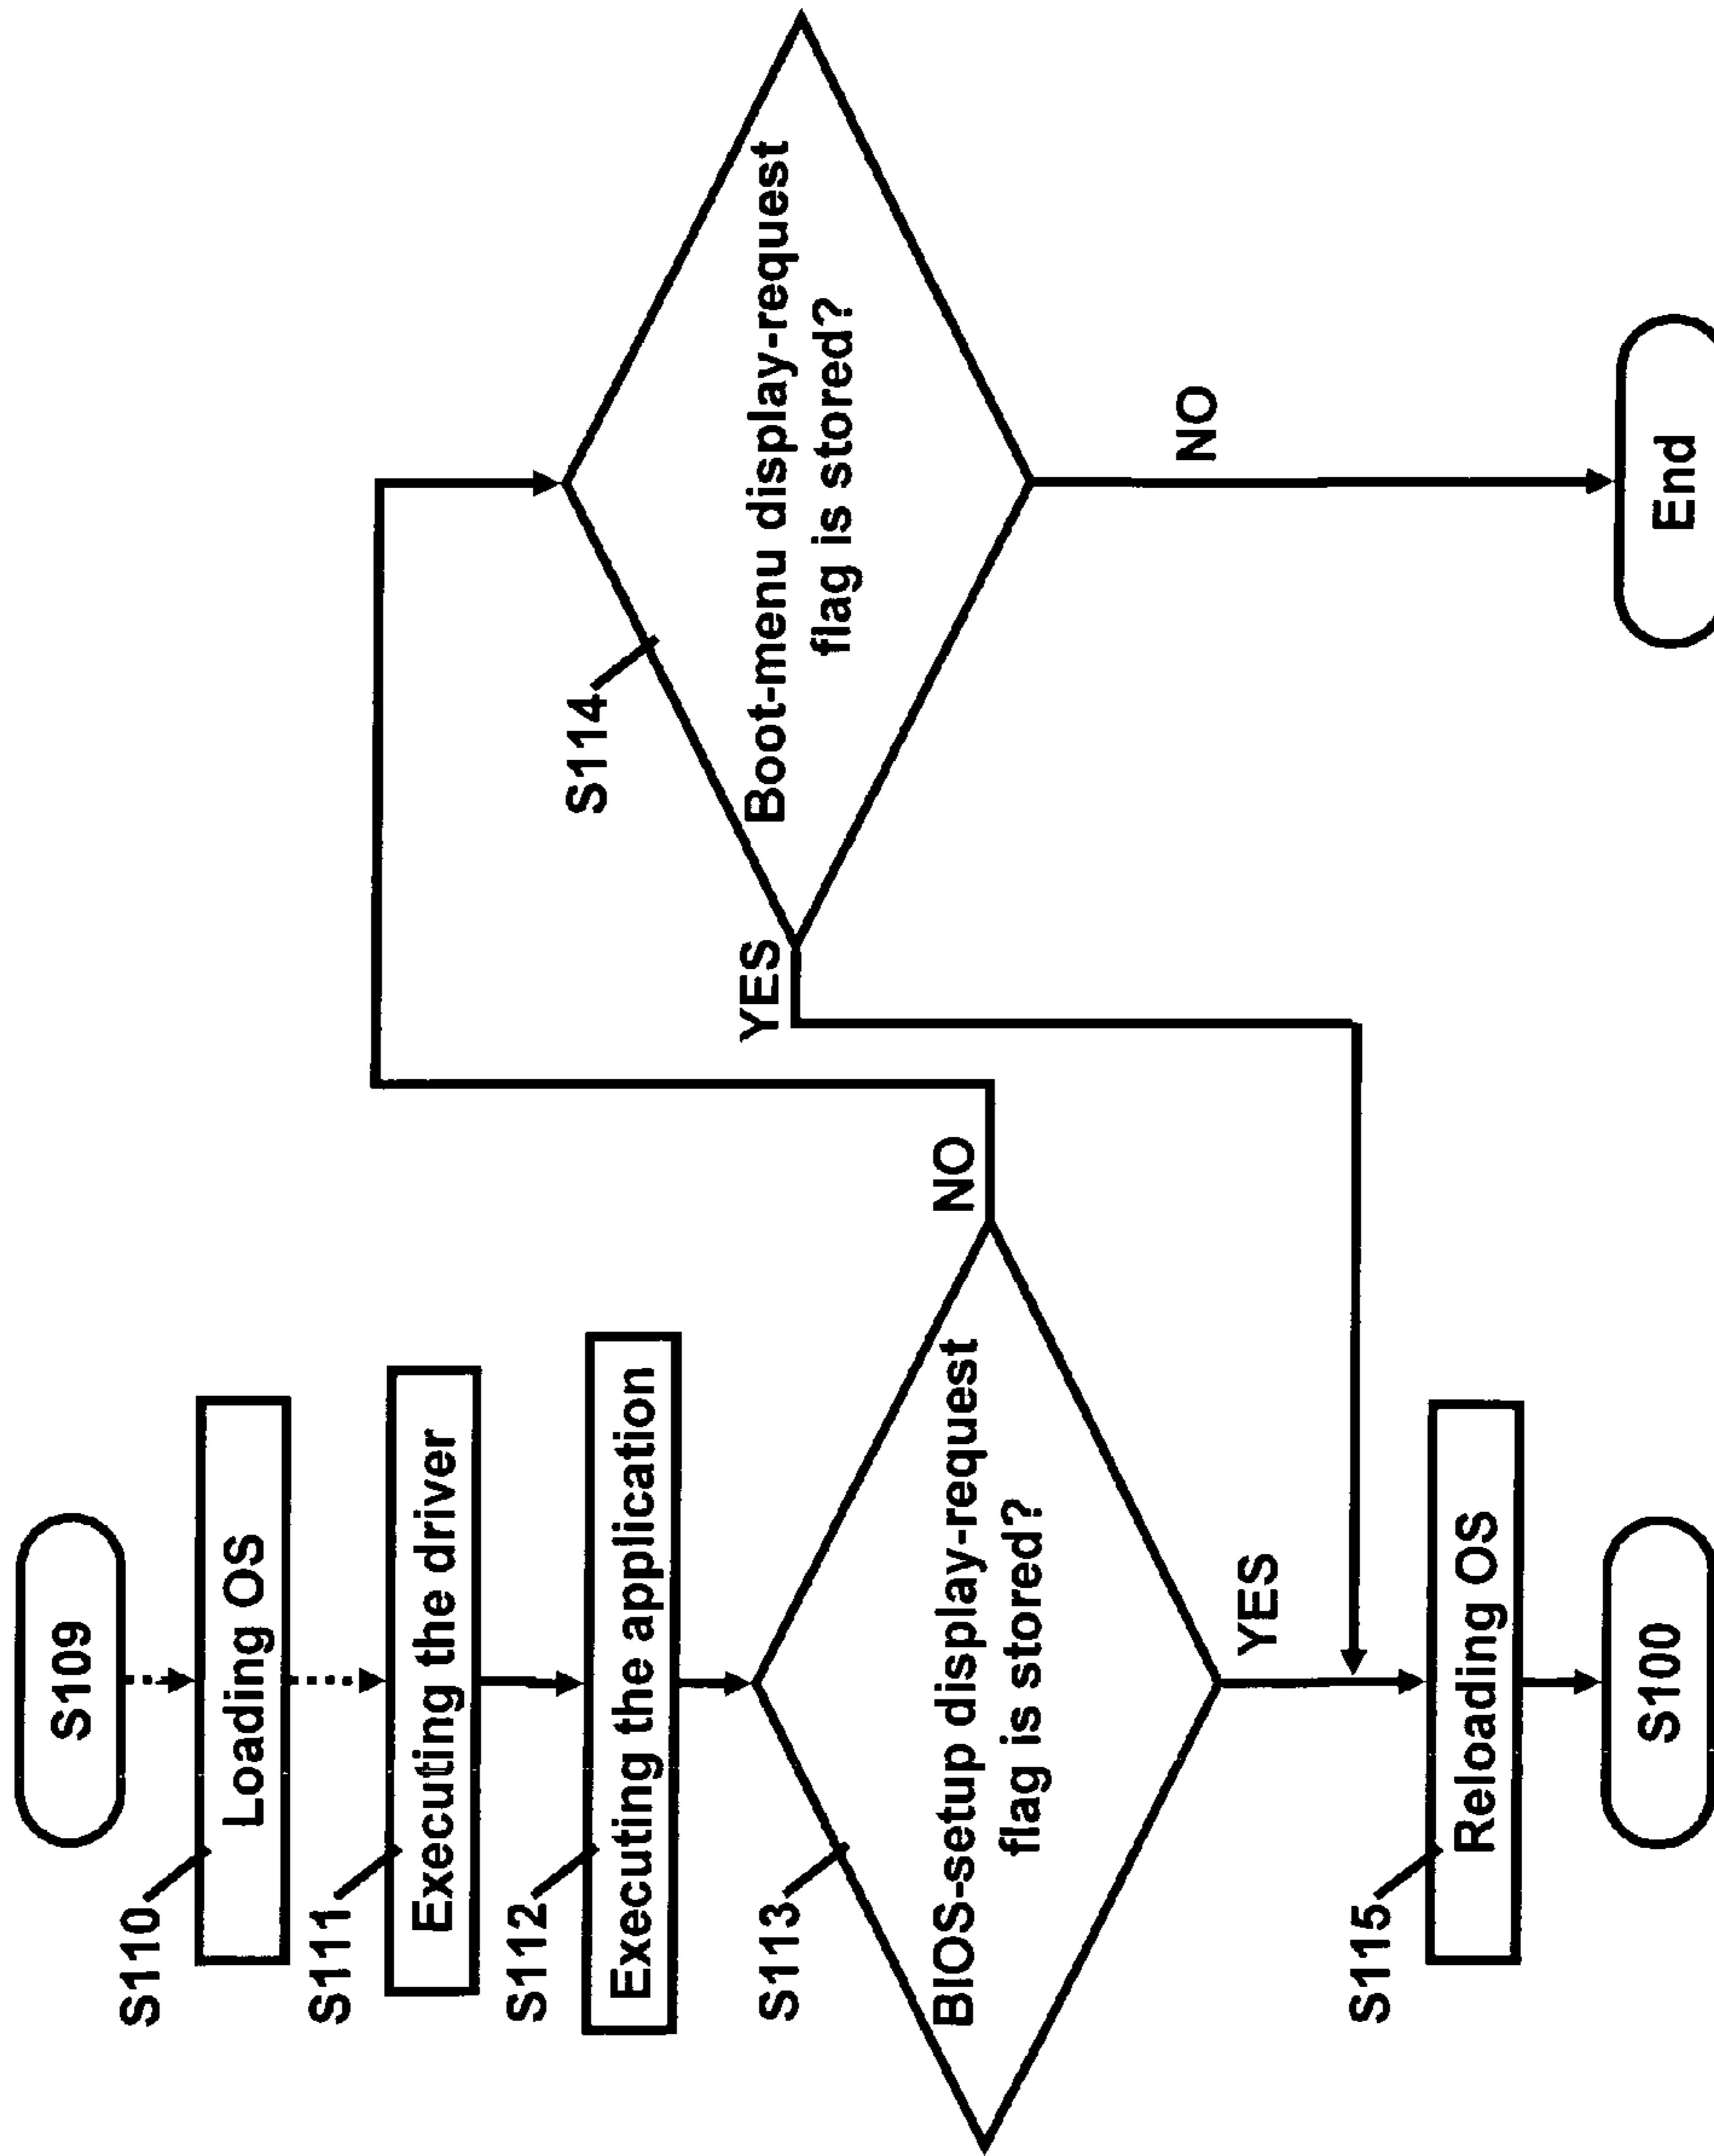 S109
S110
Loading OS
S111
Executing the driver
S112
Executing the application
S113
BIOS-setup display-request
flag is stored?
NO
YES
S114
Boot-menu display-request
flag is stored?
YES
NO
S115
Reloading OS
S100
End